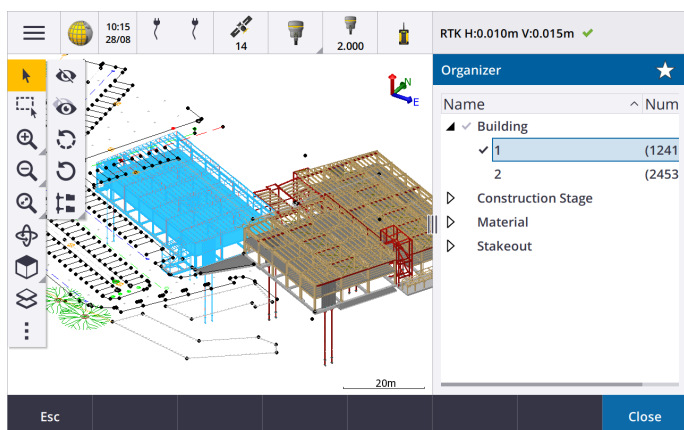 10:15
28/08
14
2.000
RTK H:0.010m V:0.015m
Organizer
Name
Num
Building
1
(1241
2
(2453
Construction Stage
Material
Stakeout
N
E
20m
Esc
Close